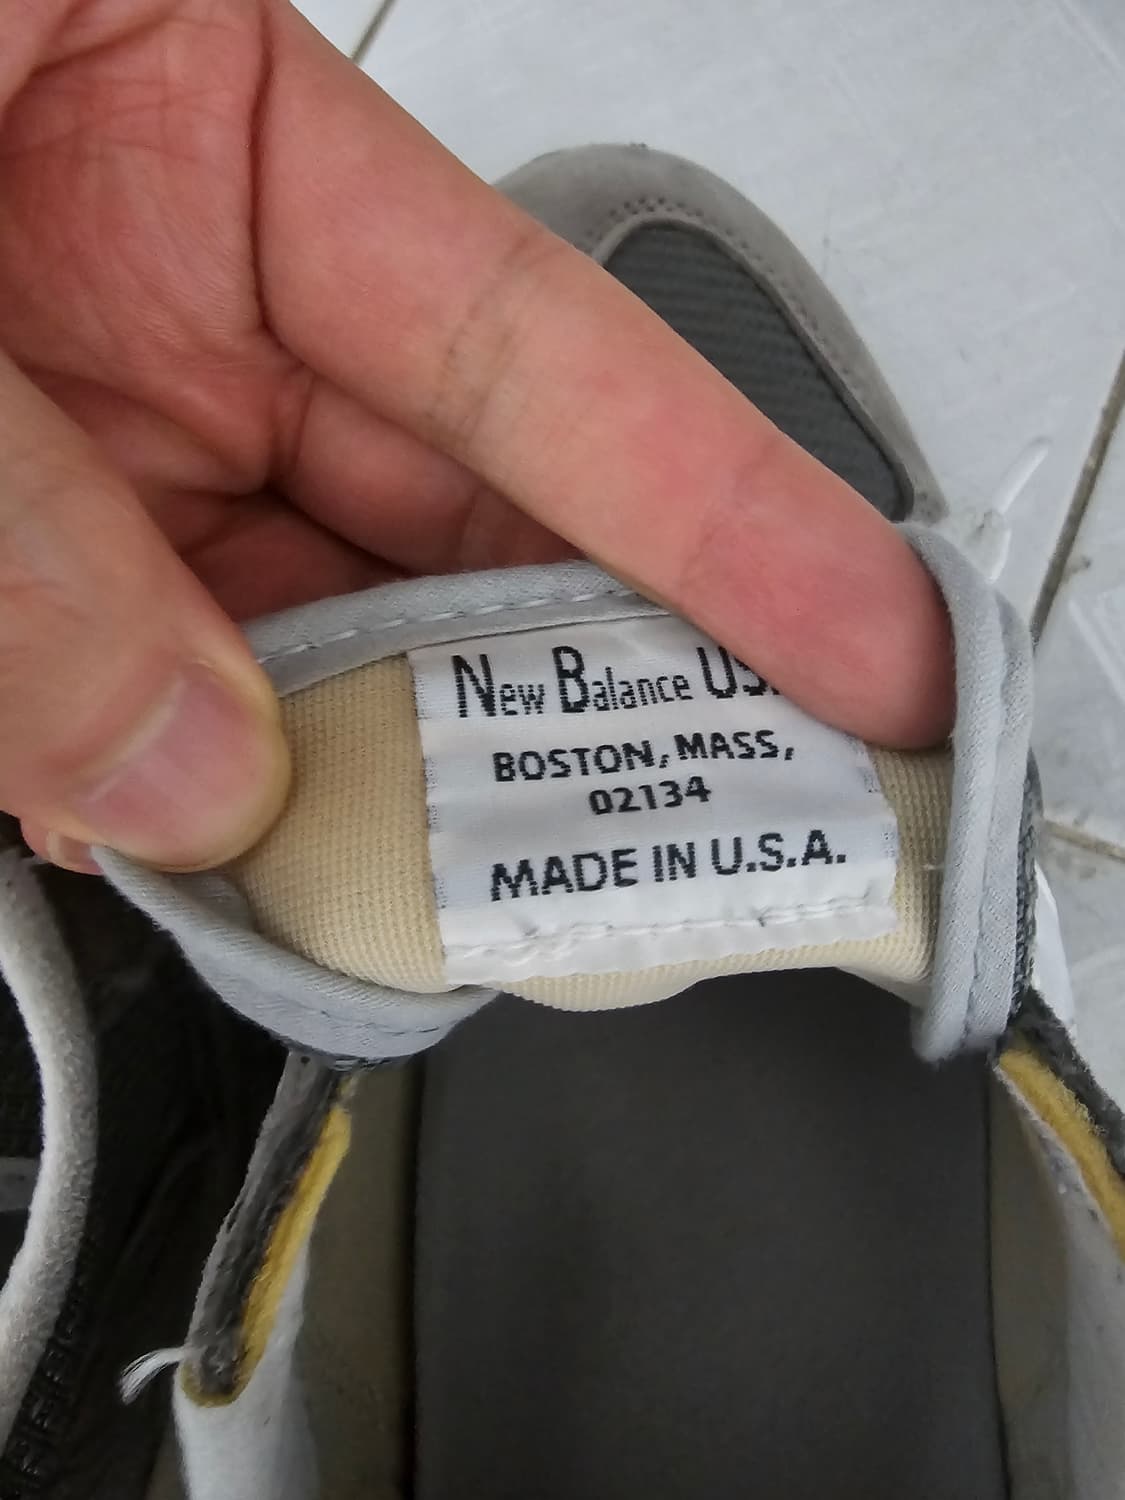 New Balance
BOSTON, MASS,
02134
MADE IN U.S.A.